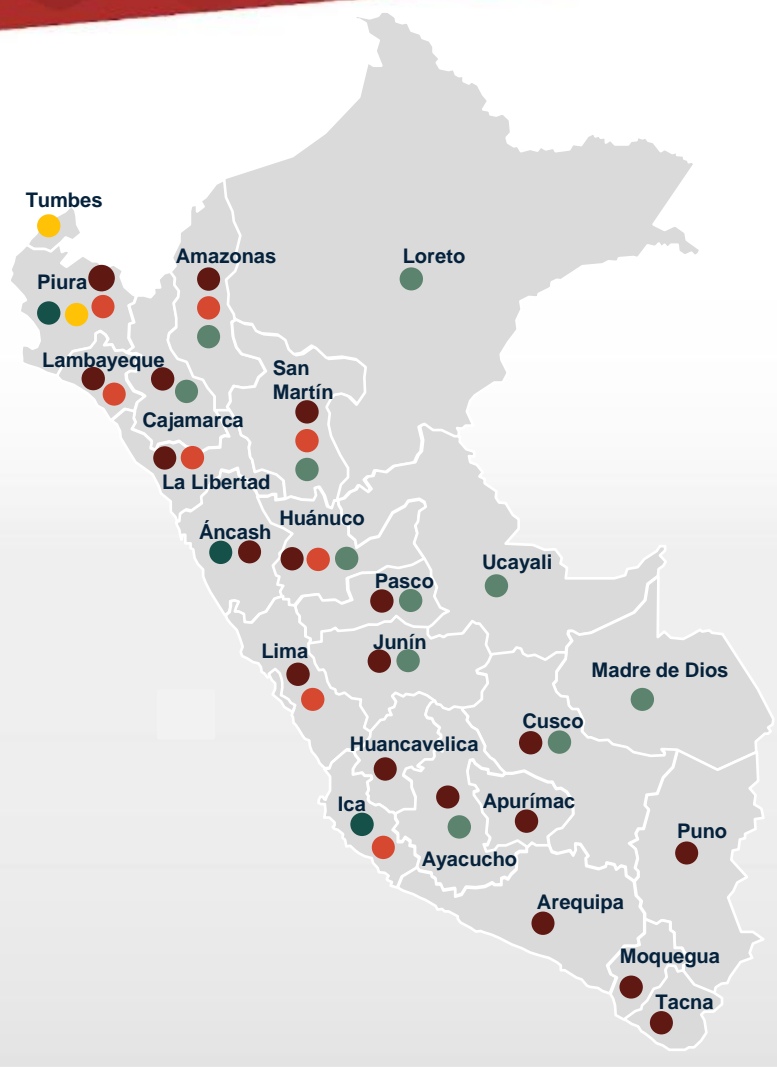 Tumbes
Amazonas
Loreto
Piura
Lambayeque
San
Martín
Cajamarca
La Libertad
Huánuco
Áncash
Ucayali
Pasco
Junín
Lima
Madre de Dios
Cusco
Huancavelica
Ica
Apurímac
Puno
Ayacucho
Arequipa
Moquegua
Tacna